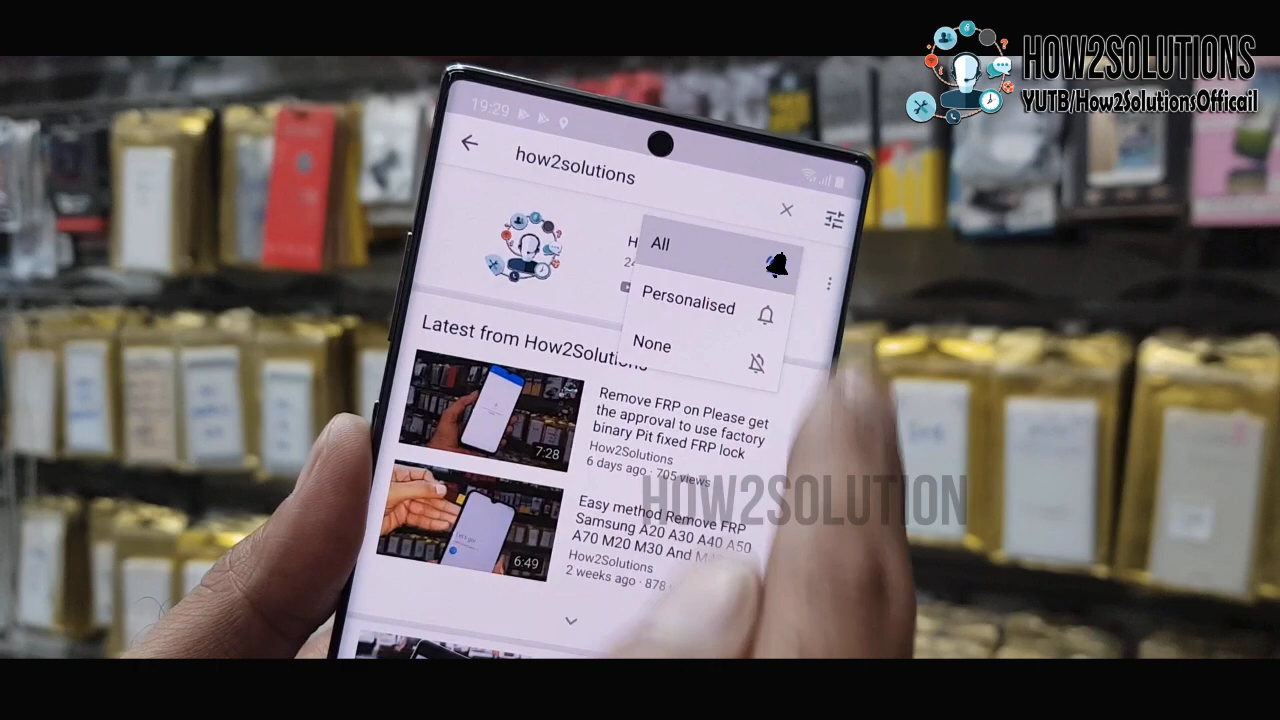 HOW2SOLUTIONS
YUTB/How2SolutionsOfficail
19:29
how2solutions
All
Personalised
None
Latest from How2Solutions
Remove FRP on Please get
the approval to use factory
binary Pit fixed FRP lock
How2Solutions
6 days ago · 705 views
7:28
HOW2SOLUTION
Easy method Remove FRP
Samsung A20 A30 A40 A50
A70 M20 M30 And
How2Solutions
2 weeks ago · 878
6:49